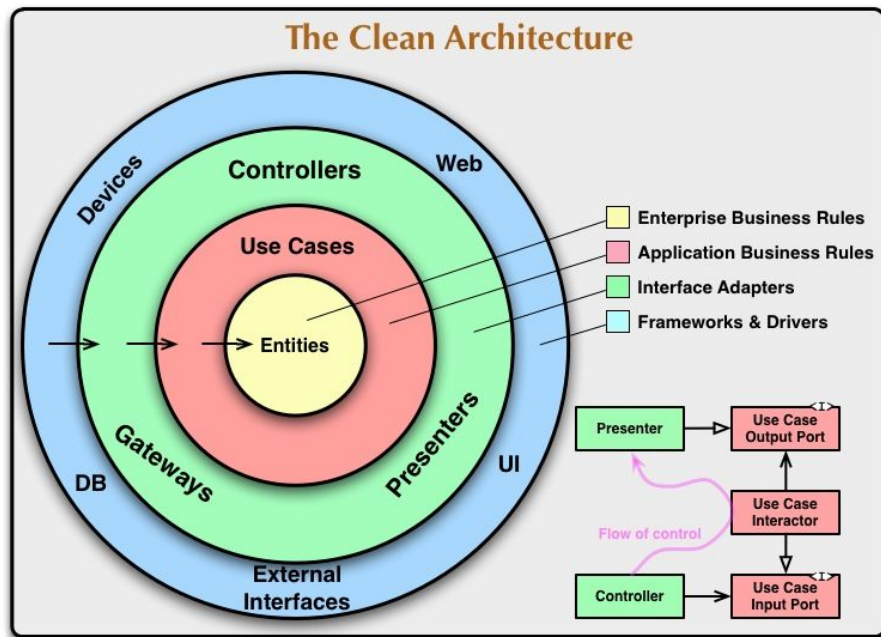 The Clean Architecture
Devices
Web
Controllers
Use Cases
Entities
Gateways
Presenters
DB
UI
External
Interfaces
Enterprise Business Rules
Application Business Rules
Interface Adapters
Frameworks & Drivers
Presenter
<I>
Use Case
Output Port
Flow of control
Use Case
Interactor
Controller
<I>
Use Case
Input Port